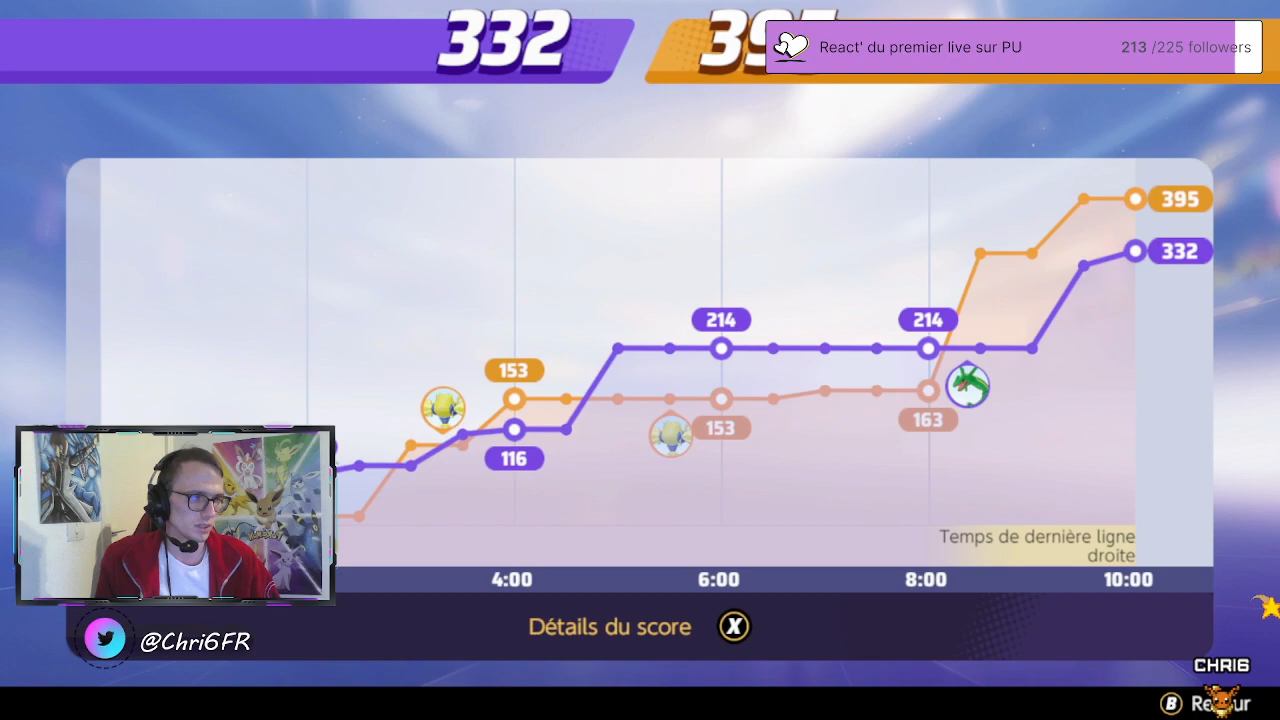 332
React' du premier live sur PU
213 /225 followers
395
332
214
214
153
153
163
116
Temps de dernière ligne
droite
4:00
6:00
8:00
10:00
Détails du score X
@Chri6FR
CHRI6
B